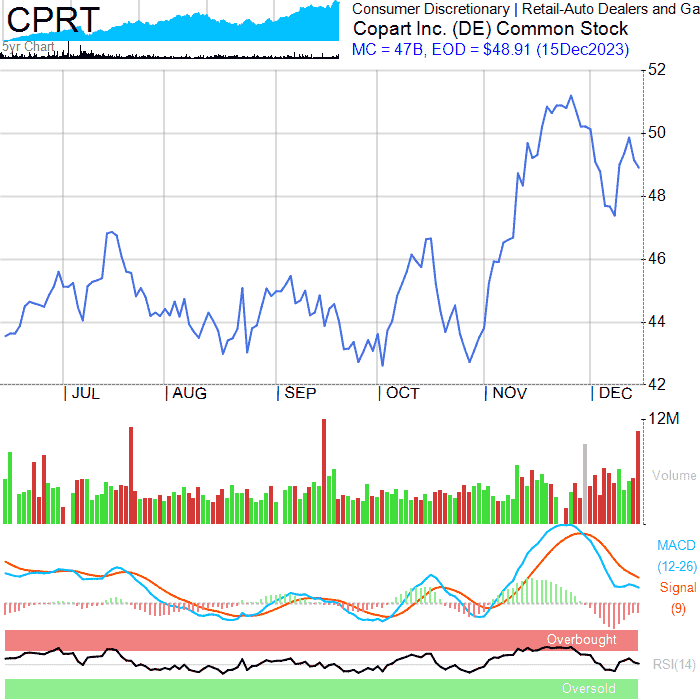 CPRT
5yr Chart
Consumer Discretionary | Retail-Auto Dealers and Ga
Copart Inc. (DE) Common Stock
MC = 47B, EOD = $48.91 (15Dec2023)
52
50
48
46
44
42
| JUL | AUG | SEP | OCT | NOV | DEC
12M
Volume
MACD
(12-26)
Signal
(9)
Overbought
RSI(14)
Oversold